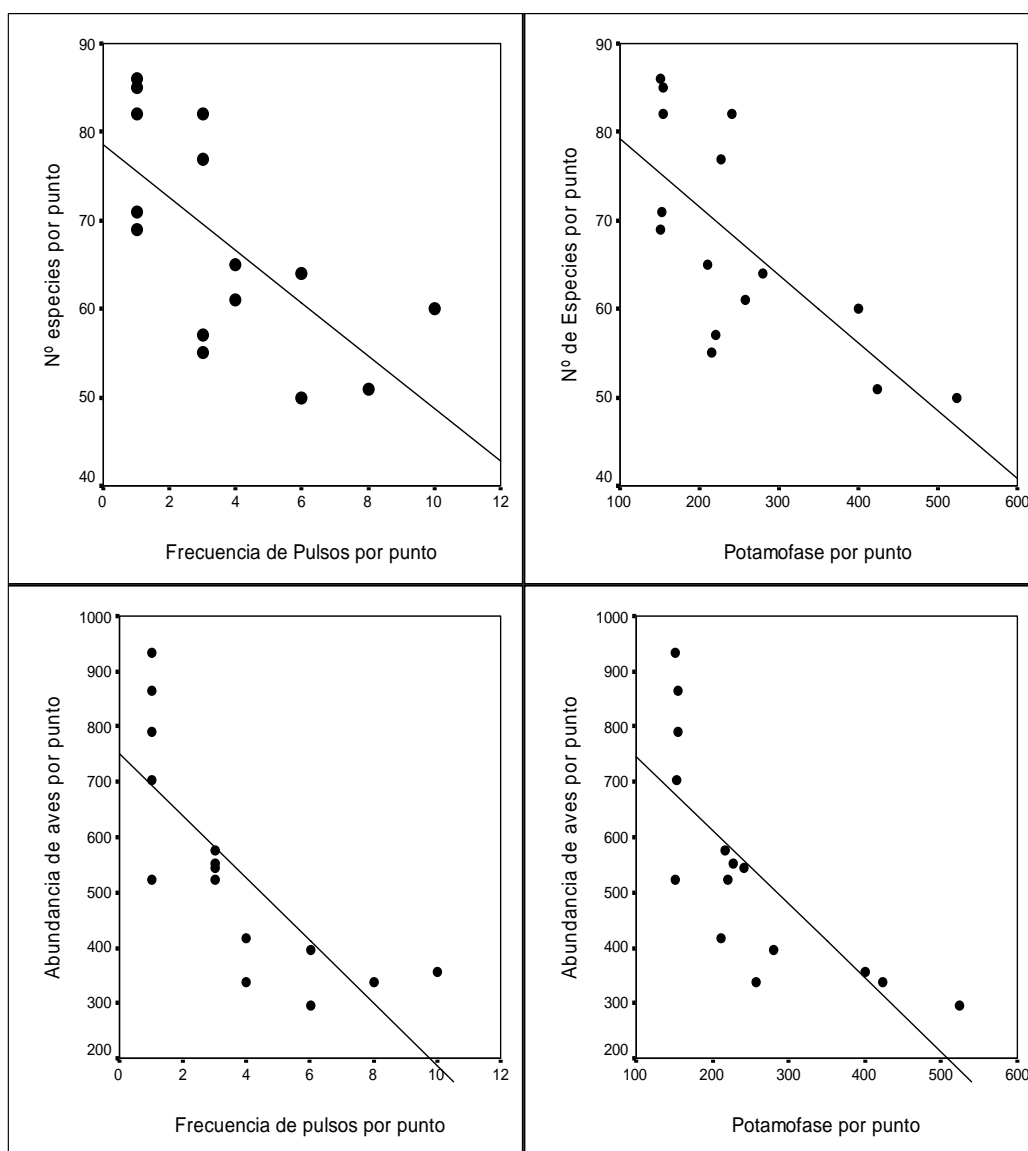 90
80
70
60
50
40
0 2 4 6 8 10 12
Nº especies por punto
Frecuencia de Pulsos por punto
90
80
70
60
50
40
100 200 300 400 500 600
Nº de Especies por punto
Potamofase por punto
1000
900
800
700
600
500
400
300
200
0 2 4 6 8 10 12
Abundancia de aves por punto
Frecuencia de pulsos por punto
1000
900
800
700
600
500
400
300
200
100 200 300 400 500 600
Abundancia de aves por punto
Potamofase por punto